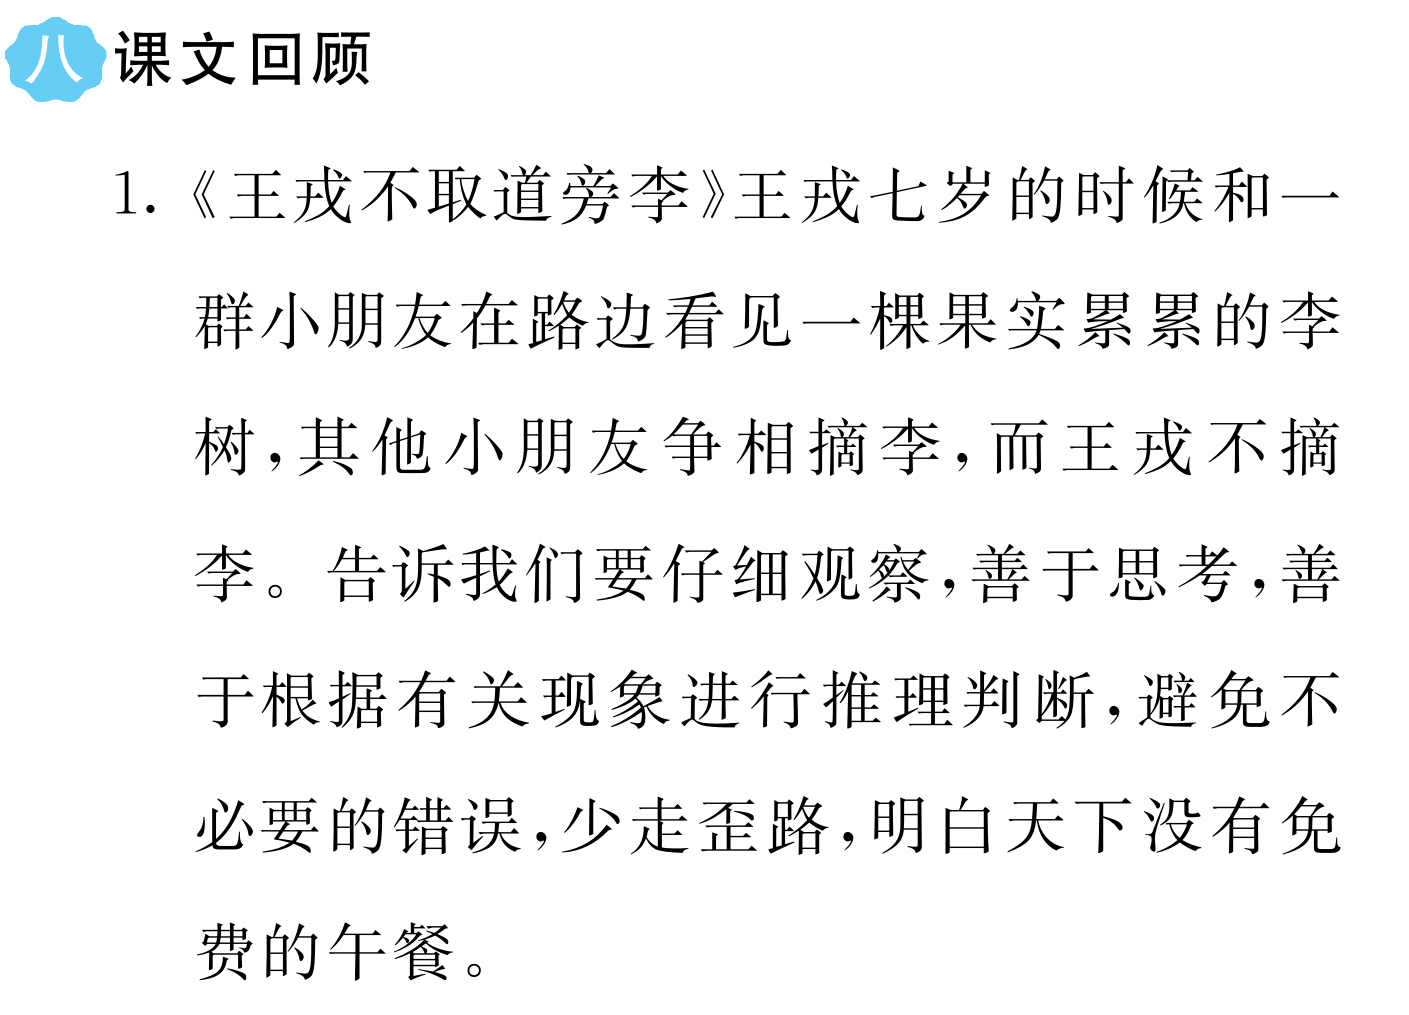 八 课文回顾
1.《王戎不取道旁李》王戎七岁的时候和一
群小朋友在路边看见一棵果实累累的李
树,其他小朋友争相摘李,而王戎不摘
李。告诉我们要仔细观察,善于思考,善
于根据有关现象进行推理判断,避免不
必要的错误,少走歪路,明白天下没有免
费的午餐。